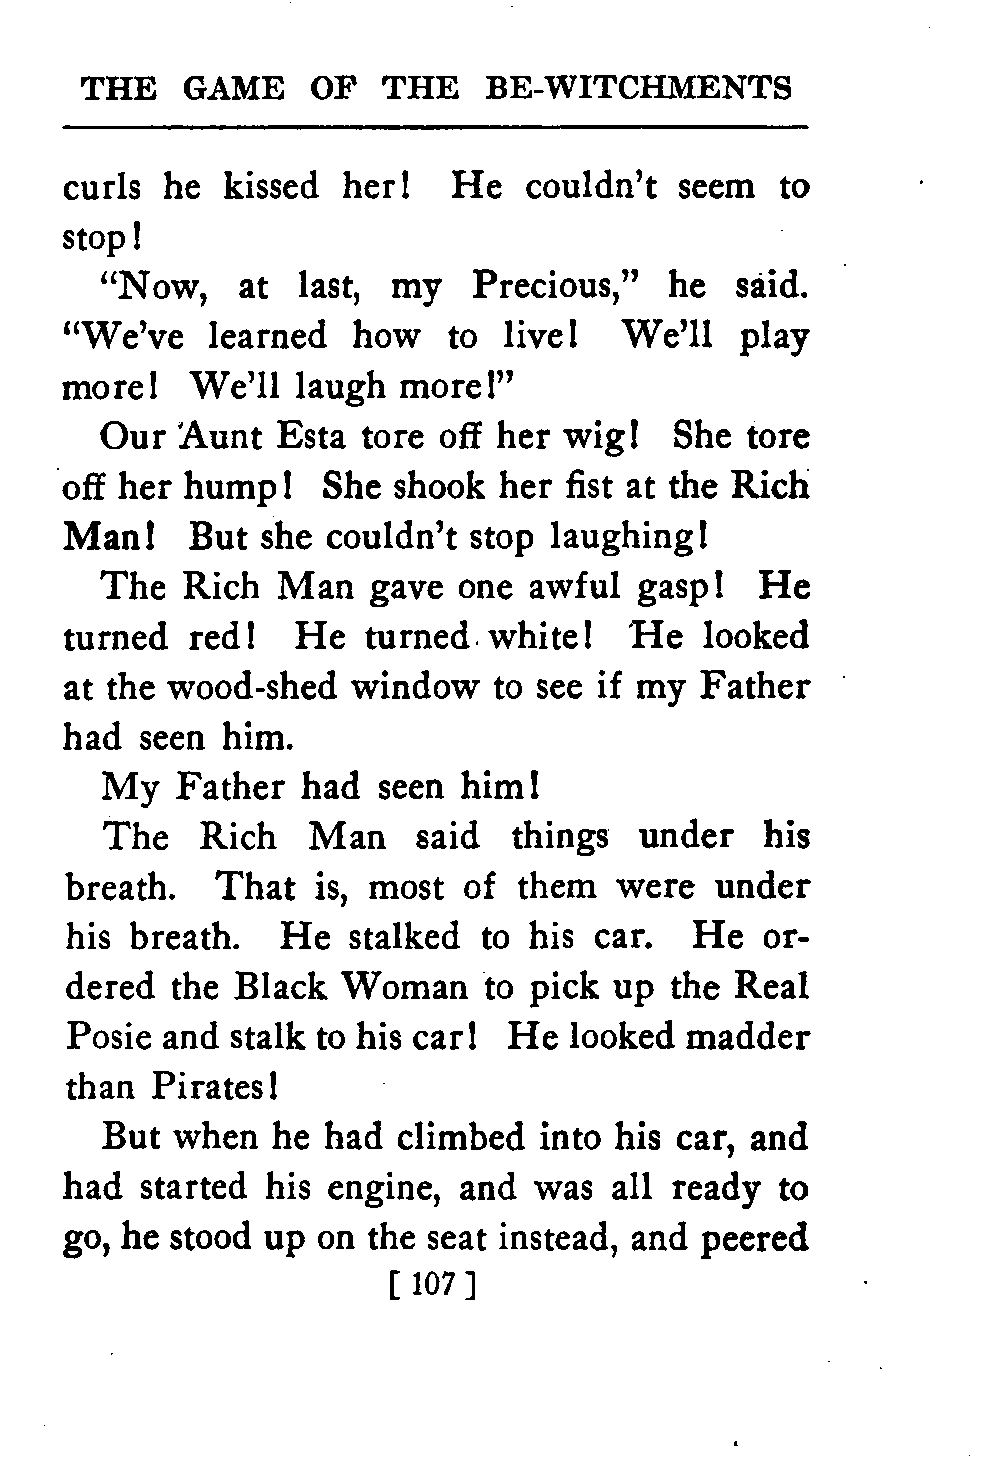 THE GAME OF THE BE-WITCHMENTS
curls he kissed her! He couldn't seem to
stop!
“Now, at last, my Precious,” he said.
“We've learned how to live! We'll play
more! We'll laugh more!”
Our Aunt Esta tore off her wig! She tore
off her hump! She shook her fist at the Rich
Man! But she couldn't stop laughing!
The Rich Man gave one awful gasp! He
turned red! He turned white! He looked
at the wood-shed window to see if my Father
had seen him.
My Father had seen him!
The Rich Man said things under his
breath. That is, most of them were under
his breath. He stalked to his car. He or-
dered the Black Woman to pick up the Real
Posie and stalk to his car! He looked madder
than Pirates!
But when he had climbed into his car, and
had started his engine, and was all ready to
go, he stood up on the seat instead, and peered
[ 107 ]